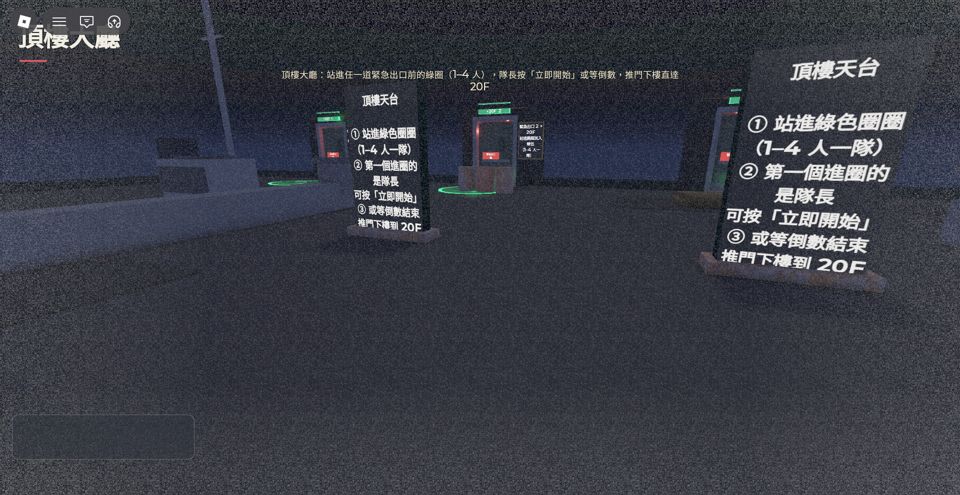 頂樓大廳
頂樓大廳：站進任一道緊急出口前的綠圈（1–4 人），隊長按「立即開始」或等倒數，推門下樓直達
20F
頂樓天台
① 站進綠色圈圈
（1–4 人一隊）
② 第一個進圈的
是隊長
可按「立即開始」
③ 或等倒數結束
推門下樓到 20F
頂樓天台
① 站進綠色圈圈
（1–4 人一隊）
② 第一個進圈的
是隊長
可按「立即開始」
③ 或等倒數結束
推門下樓到 20F